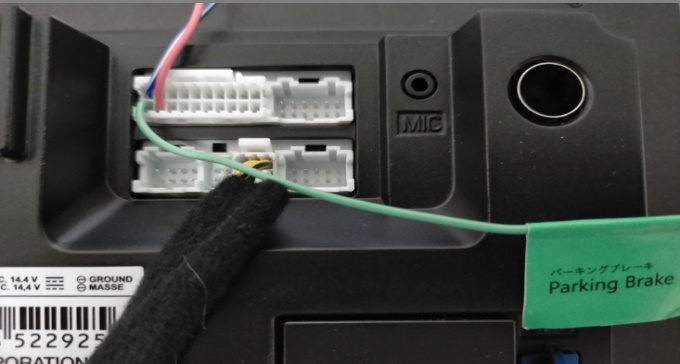 MIC
パーキングブレーキ
Parking Brake
C. 14.4 V
GROUND
C. 14,4 V
MASSE
522925
PORATION